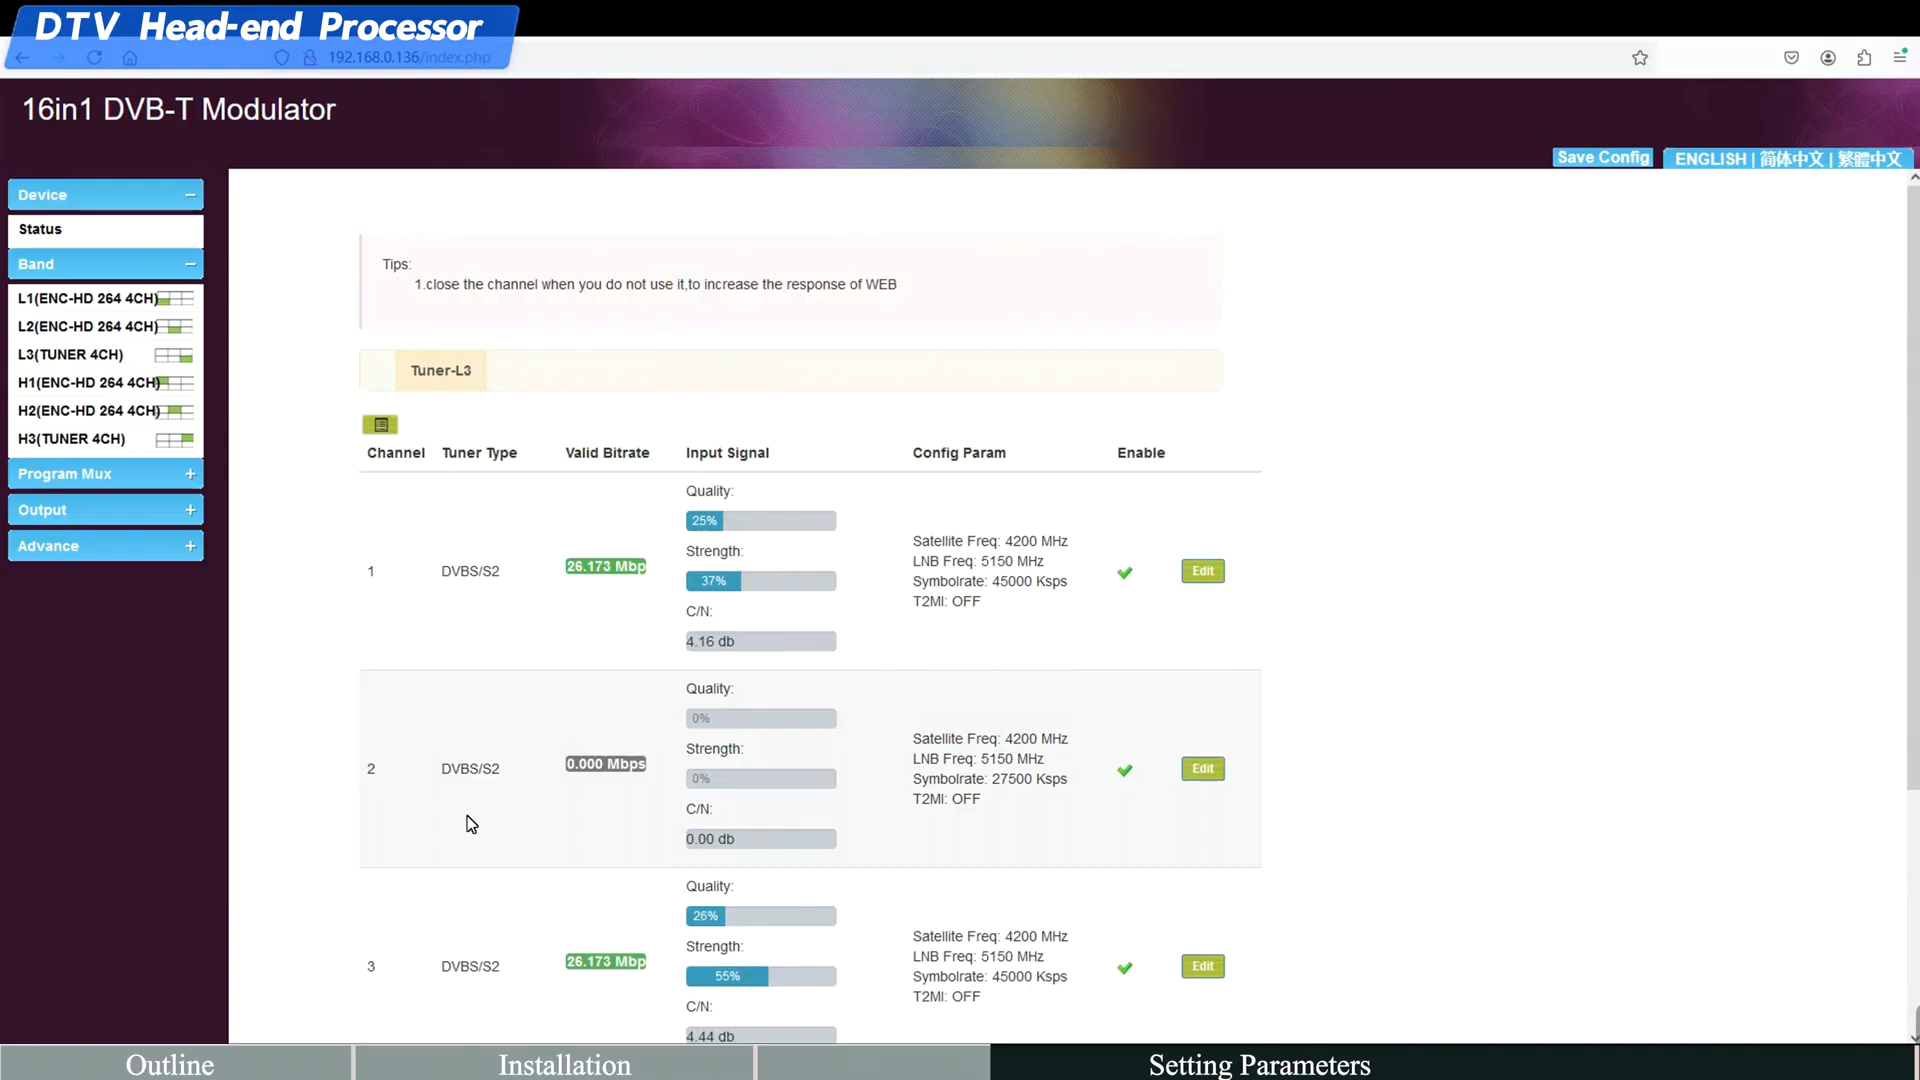 DTV Head-end Processor
192.168.0.136/index.php
16in1 DVB-T Modulator
Save Config
ENGLISH | 简体中文 | 繁體中文
Device
Status
Band
L1(ENC-HD 264 4CH)
L2(ENC-HD 264 4CH)
L3(TUNER 4CH)
H1(ENC-HD 264 4CH)
H2(ENC-HD 264 4CH)
H3(TUNER 4CH)
Program Mux
Output
Advance
Tips:
1.close the channel when you do not use it,to increase the response of WEB
Tuner-L3
Channel Tuner Type Valid Bitrate Input Signal Config Param Enable
Quality:
25%
Strength:
37%
C/N:
4.16 db
1 DVBS/S2 26.173 Mbp
Satellite Freq: 4200 MHz
LNB Freq: 5150 MHz
Symbolrate: 45000 Ksps
T2MI: OFF
Edit
Quality:
0%
Strength:
0%
C/N:
0.00 db
2 DVBS/S2 0.000 Mbps
Satellite Freq: 4200 MHz
LNB Freq: 5150 MHz
Symbolrate: 27500 Ksps
T2MI: OFF
Edit
Quality:
26%
Strength:
55%
C/N:
4.44 db
3 DVBS/S2 26.173 Mbp
Satellite Freq: 4200 MHz
LNB Freq: 5150 MHz
Symbolrate: 45000 Ksps
T2MI: OFF
Edit
Outline Installation Setting Parameters